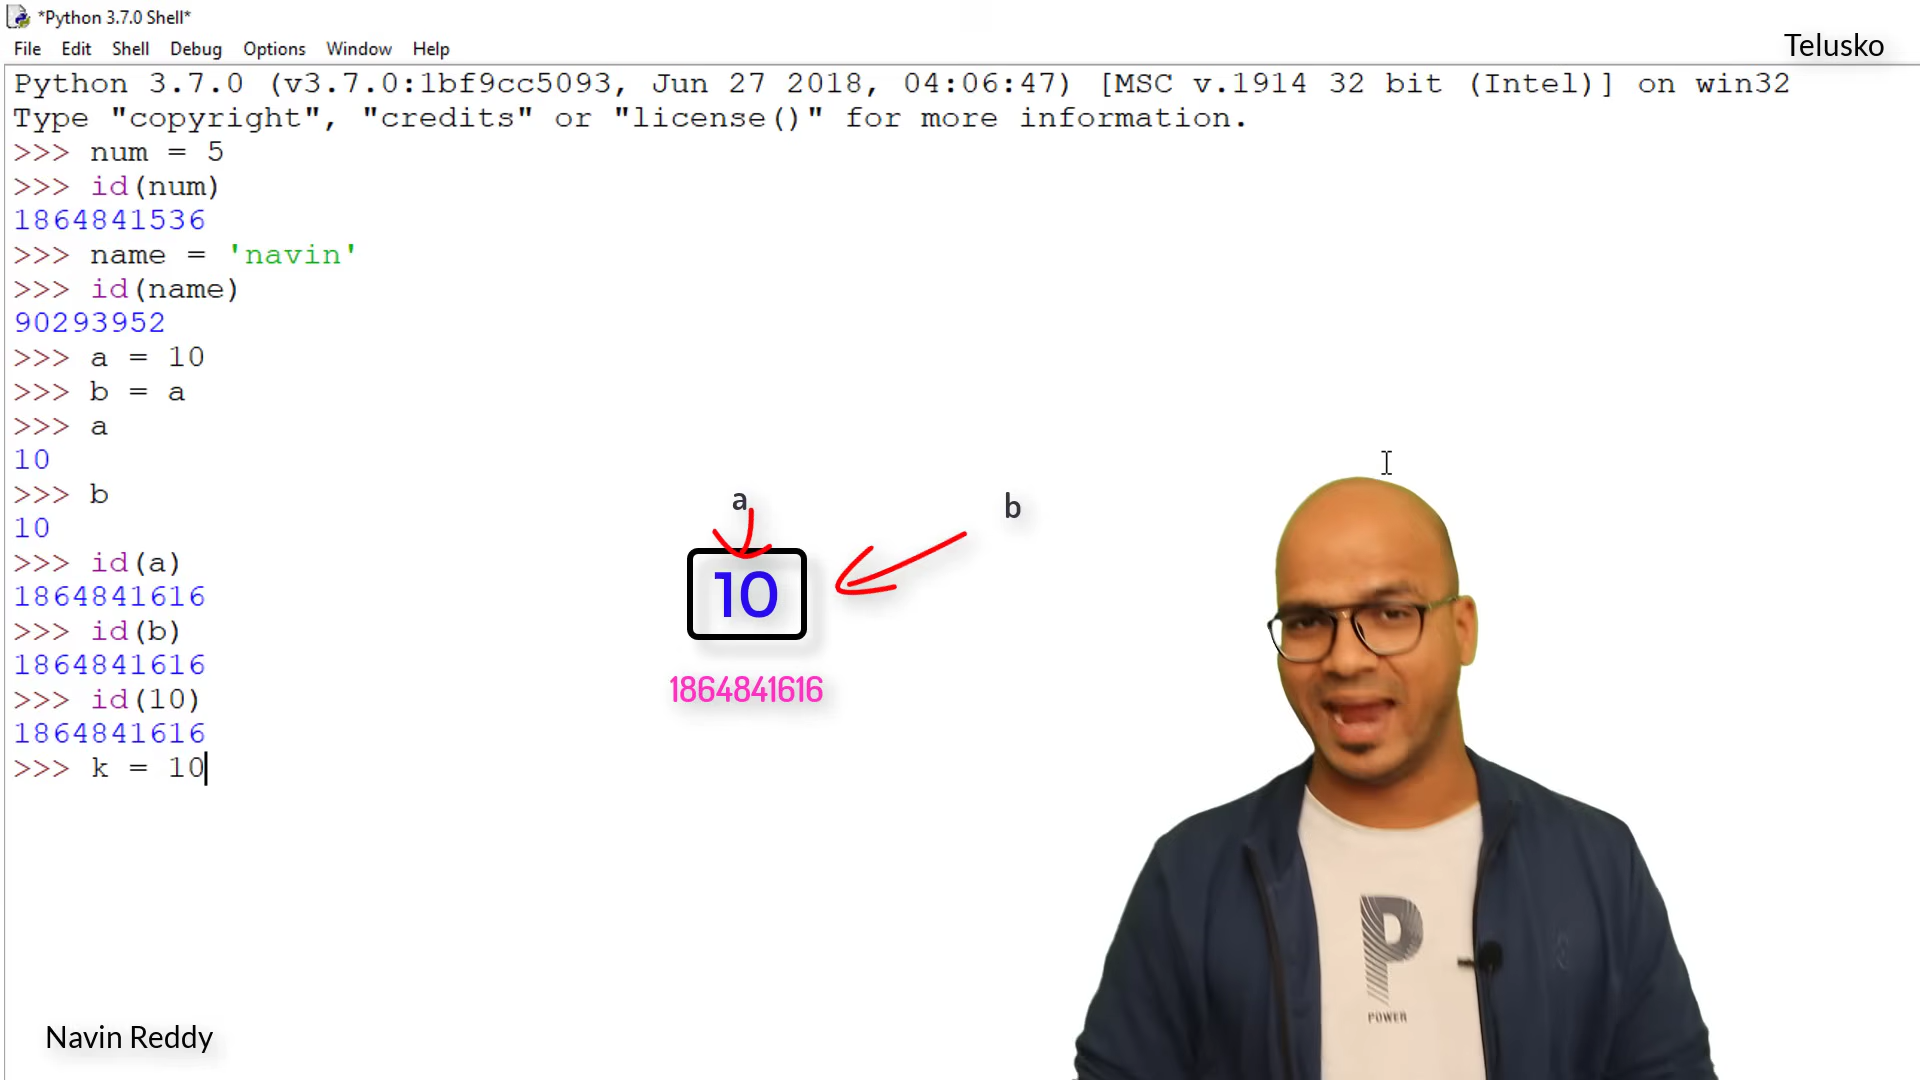 *Python 3.7.0 Shell*
File Edit Shell Debug Options Window Help
Telusko
Python 3.7.0 (v3.7.0:1bf9cc5093, Jun 27 2018, 04:06:47) [MSC v.1914 32 bit (Intel)] on win32
Type "copyright", "credits" or "license()" for more information.
>>> num = 5
>>> id(num)
1864841536
>>> name = 'navin'
>>> id(name)
90293952
>>> a = 10
>>> b = a
>>> a
10
>>> b
10
>>> id(a)
1864841616
>>> id(b)
1864841616
>>> id(10)
1864841616
>>> k = 10
a
b
10
1864841616
P
POWER
Navin Reddy